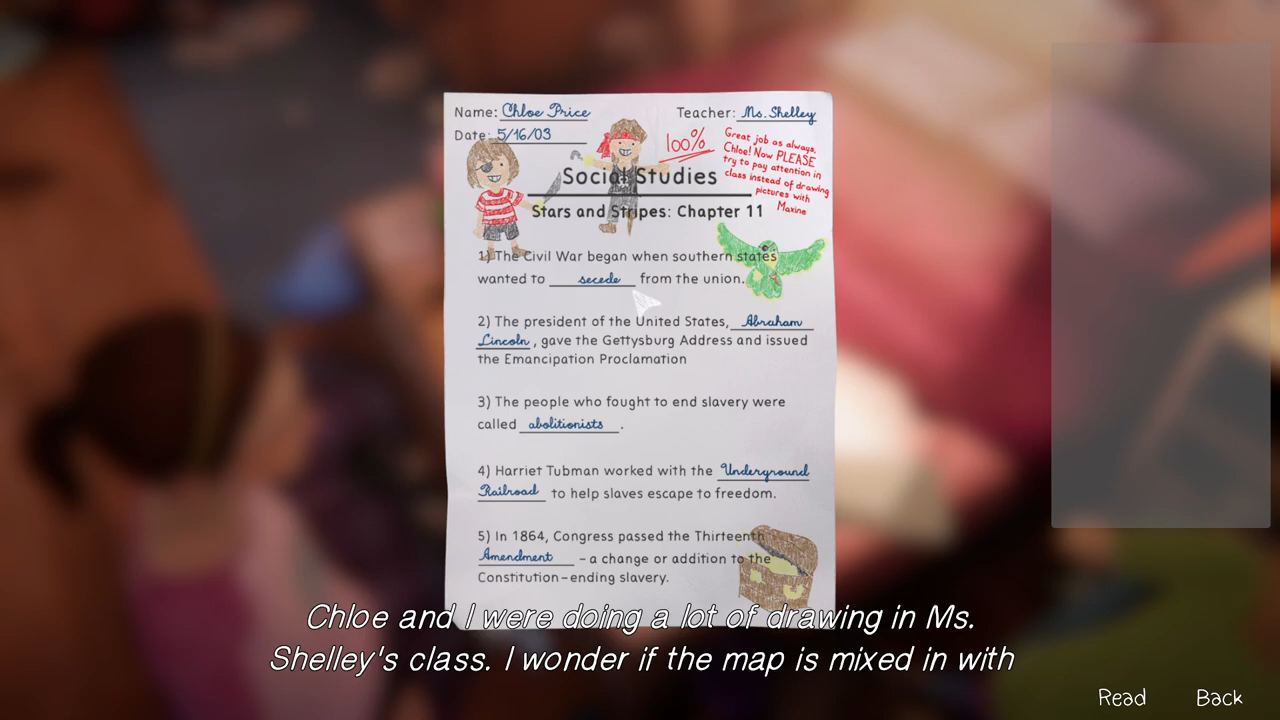 Name: Chloe Price
Teacher: Ms. Shelley
Date: 5/16/03
100%
Great job as always,
Chloe! Now PLEASE
try to pay attention in
class instead of drawing
pictures with
Maxine
Social Studies
Stars and Stripes: Chapter 11
1) The Civil War began when southern states
wanted to secede from the union.
2) The president of the United States, Abraham
Lincoln, gave the Gettysburg Address and issued
the Emancipation Proclamation
3) The people who fought to end slavery were
called abolitionists.
4) Harriet Tubman worked with the Underground
Railroad to help slaves escape to freedom.
5) In 1864, Congress passed the Thirteenth
Amendment – a change or addition to the
Constitution – ending slavery.
Chloe and I were doing a lot of drawing in Ms.
Shelley's class. I wonder if the map is mixed in with
Read
Back